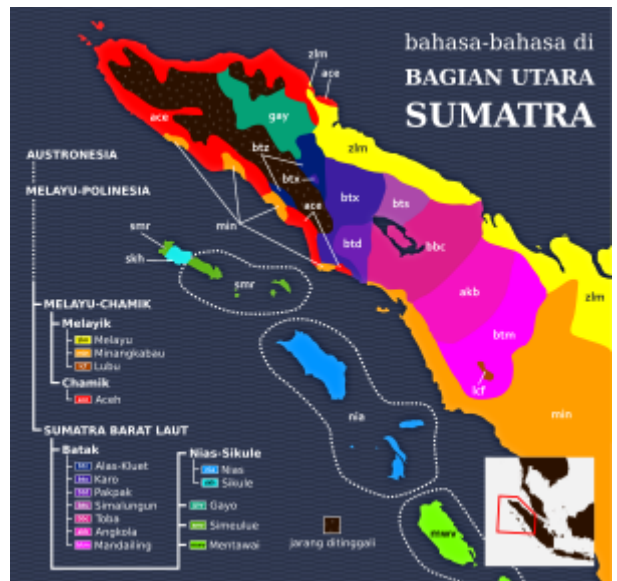 bahasa-bahasa di
BAGIAN UTARA
SUMATRA
zlm
ace
gay
ace
btz
zlm
btx
btx
bts
ace
min
btd
bbc
smr
skh
smr
akb
zlm
btm
lcf
nia
min
mwv
AUSTRONESIA
MELAYU-POLINESIA
MELAYU-CHAMIK
Melayik
Melayu
Minangkabau
Lubu
Chamik
Aceh
SUMATRA BARAT LAUT
Batak
Alas-Kluet
Karo
Pakpak
Simalungun
Toba
Angkola
Mandailing
Nias-Sikule
Nias
Sikule
Gayo
Simeulue
Mentawai
jarang ditinggali